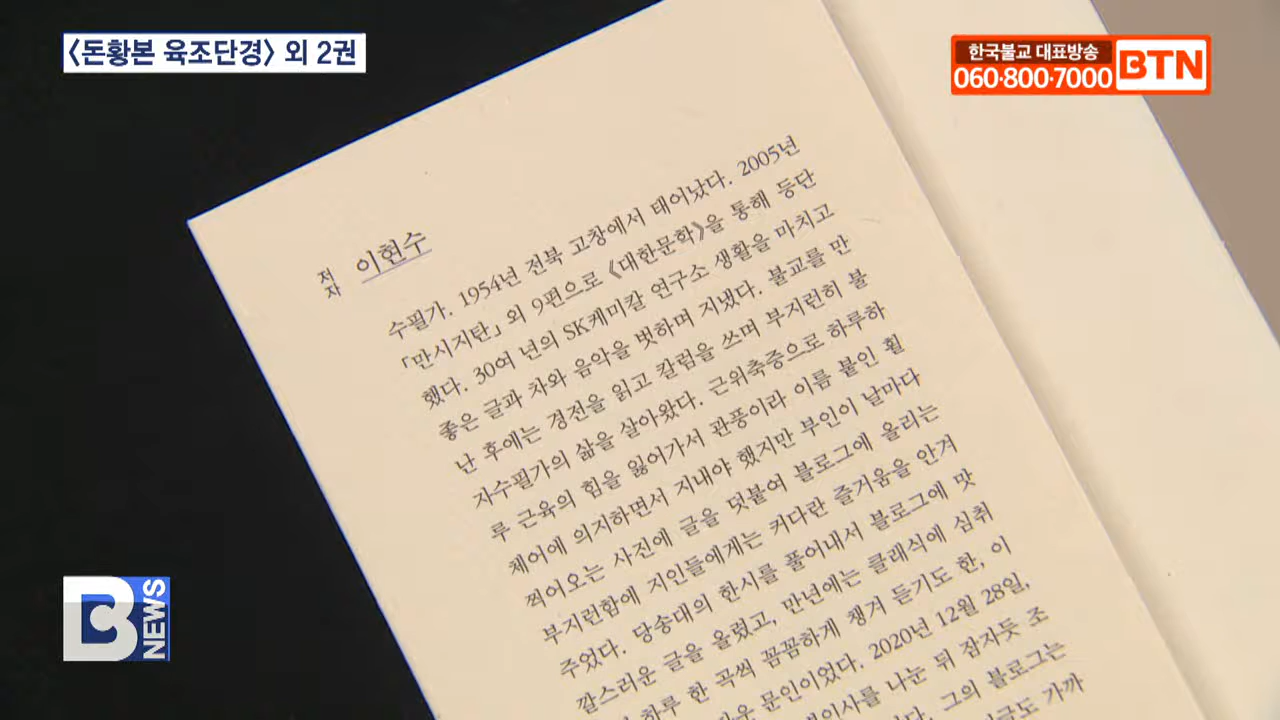 〈돈황본 육조단경〉 외 2권
한국불교 대표방송
060·800·7000
BTN
저자 이현수
수필가. 1954년 전북 고창에서 태어났다. 2005년
「만시지탄」 외 9편으로 《대한문학》을 통해 등단
했다. 30여 년의 SK케미칼 연구소 생활을 마치고
좋은 글과 차와 음악을 벗하며 지냈다. 불교를 만
난 후에는 경전을 읽고 칼럼을 쓰며 부지런히 불
자수필가의 삶을 살아왔다. 근위축증으로 하루하
루 근육의 힘을 잃어가서 관풍이라 이름 붙인 휠
체어에 의지하면서 지내야 했지만 부인이 날마다
찍어오는 사진에 글을 덧붙여 블로그에 올리는
부지런함에 지인들에게는 커다란 즐거움을 안겨
주었다. 당송대의 한시를 풀어내서 블로그에 맛
깔스러운 글을 올렸고, 만년에는 클래식에 심취
하루 한 곡씩 꼼꼼하게 챙겨 듣기도 한, 이
문인이었다. 2020년 12월 28일,
나눈 뒤 잠자듯 조
그의 블로그는
가까
B NEWS